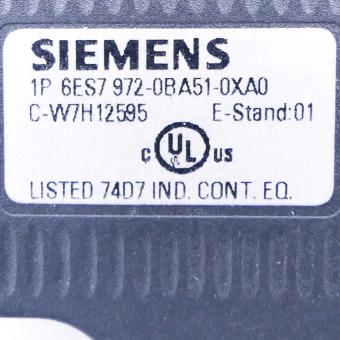 SIEMENS
1P 6ES7 972-0BA51-0XA0
C-W7H12595 E-Stand:01
C UL US
LISTED 74D7 IND. CONT. EQ.